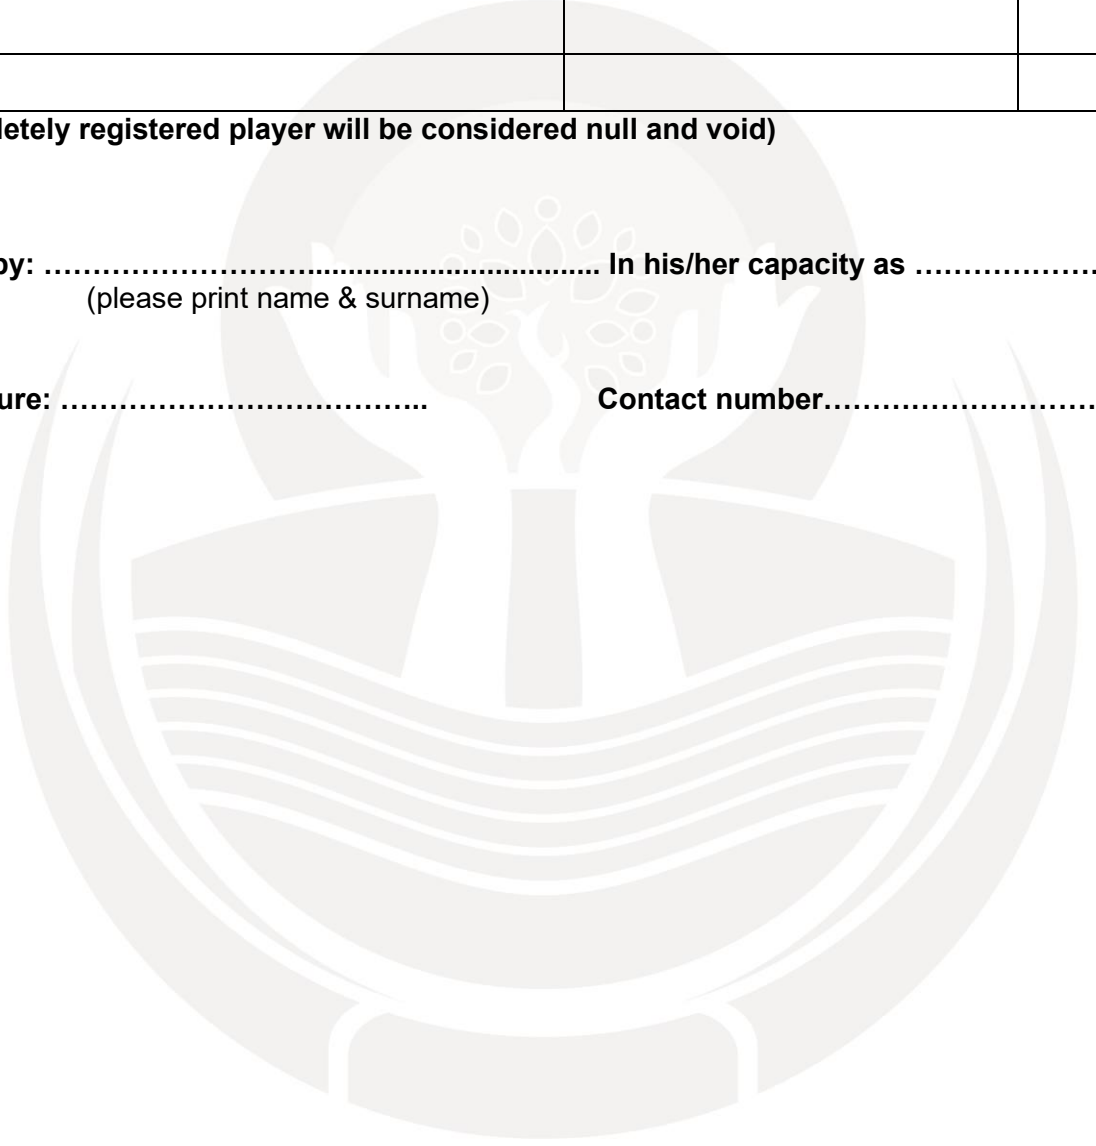 letely registered player will be considered null and void)
by: ………………………................................... In his/her capacity as ……………….
(please print name & surname)
ure: ……………………………….. Contact number………………………